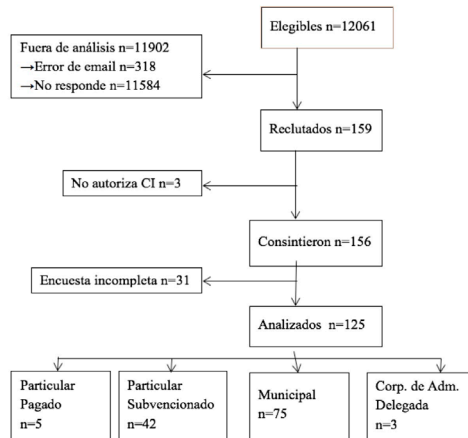 Elegibles n=12061
Fuera de análisis n=11902
→Error de email n=318
→No responde n=11584
Reclutados n=159
No autoriza CI n=3
Consintieron n=156
Encuesta incompleta n=31
Analizados n=125
Particular
Pagado
n=5
Particular
Subvencionado
n=42
Municipal
n=75
Corp. de Adm.
Delegada
n=3